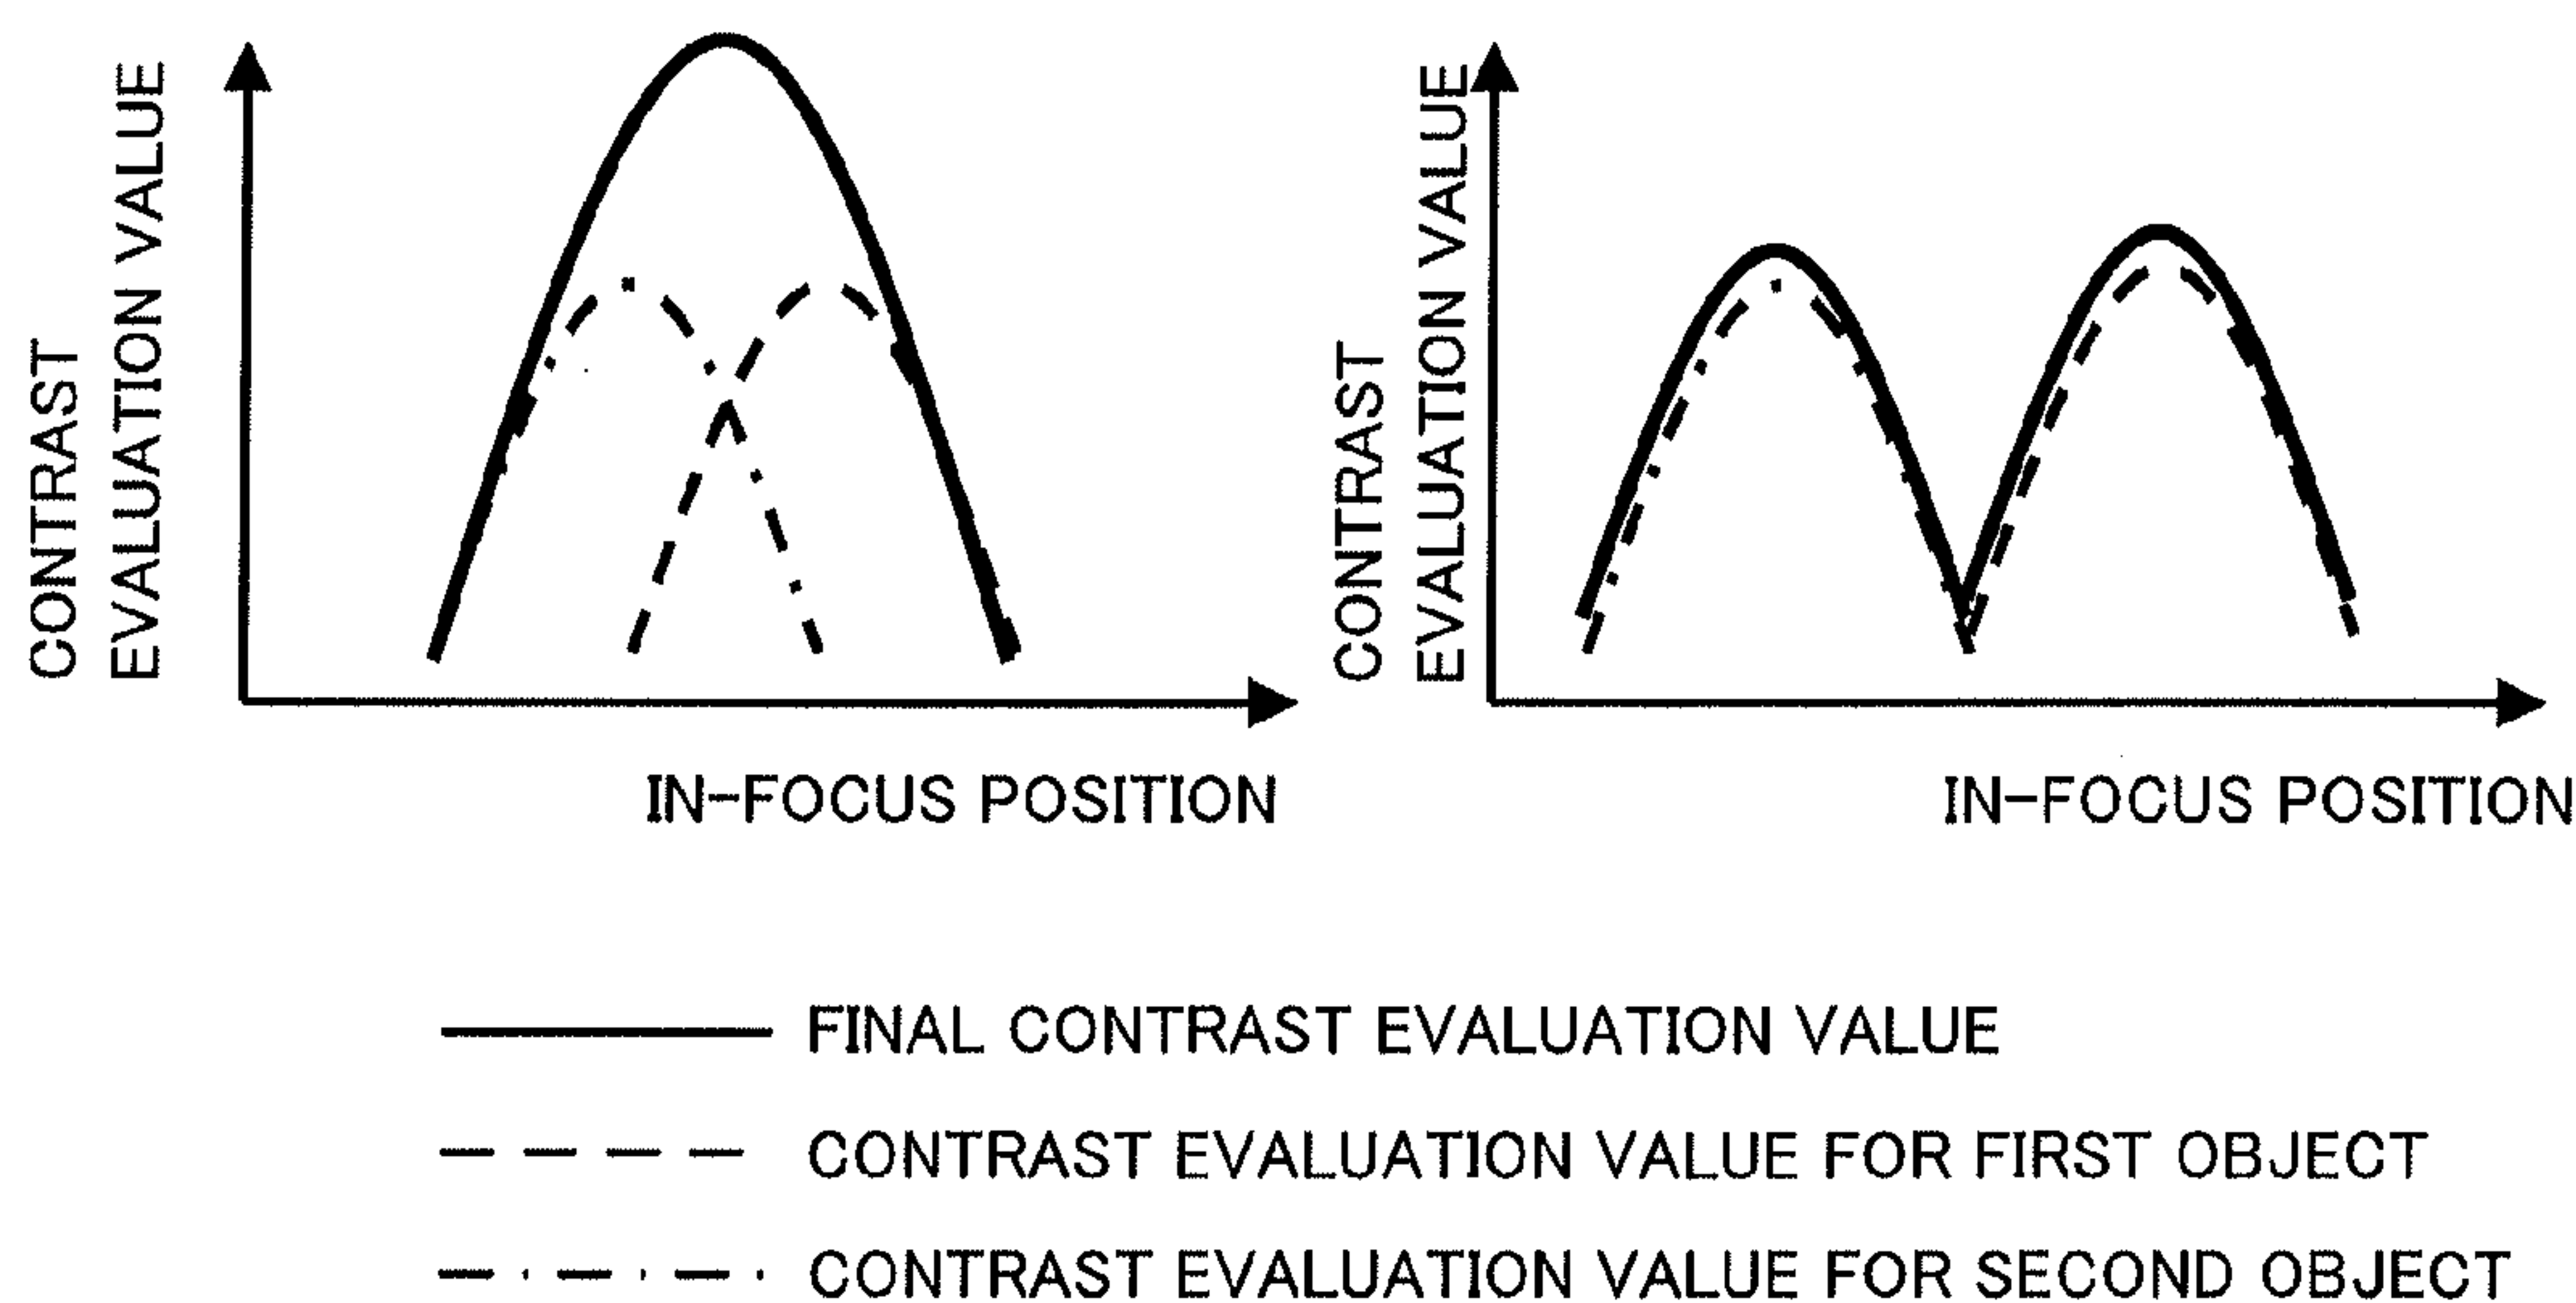 CONTRAST
EVALUATION VALUE
IN-FOCUS POSITION
CONTRAST
EVALUATION VALUE
IN-FOCUS POSITION
FINAL CONTRAST EVALUATION VALUE
CONTRAST EVALUATION VALUE FOR FIRST OBJECT
CONTRAST EVALUATION VALUE FOR SECOND OBJECT